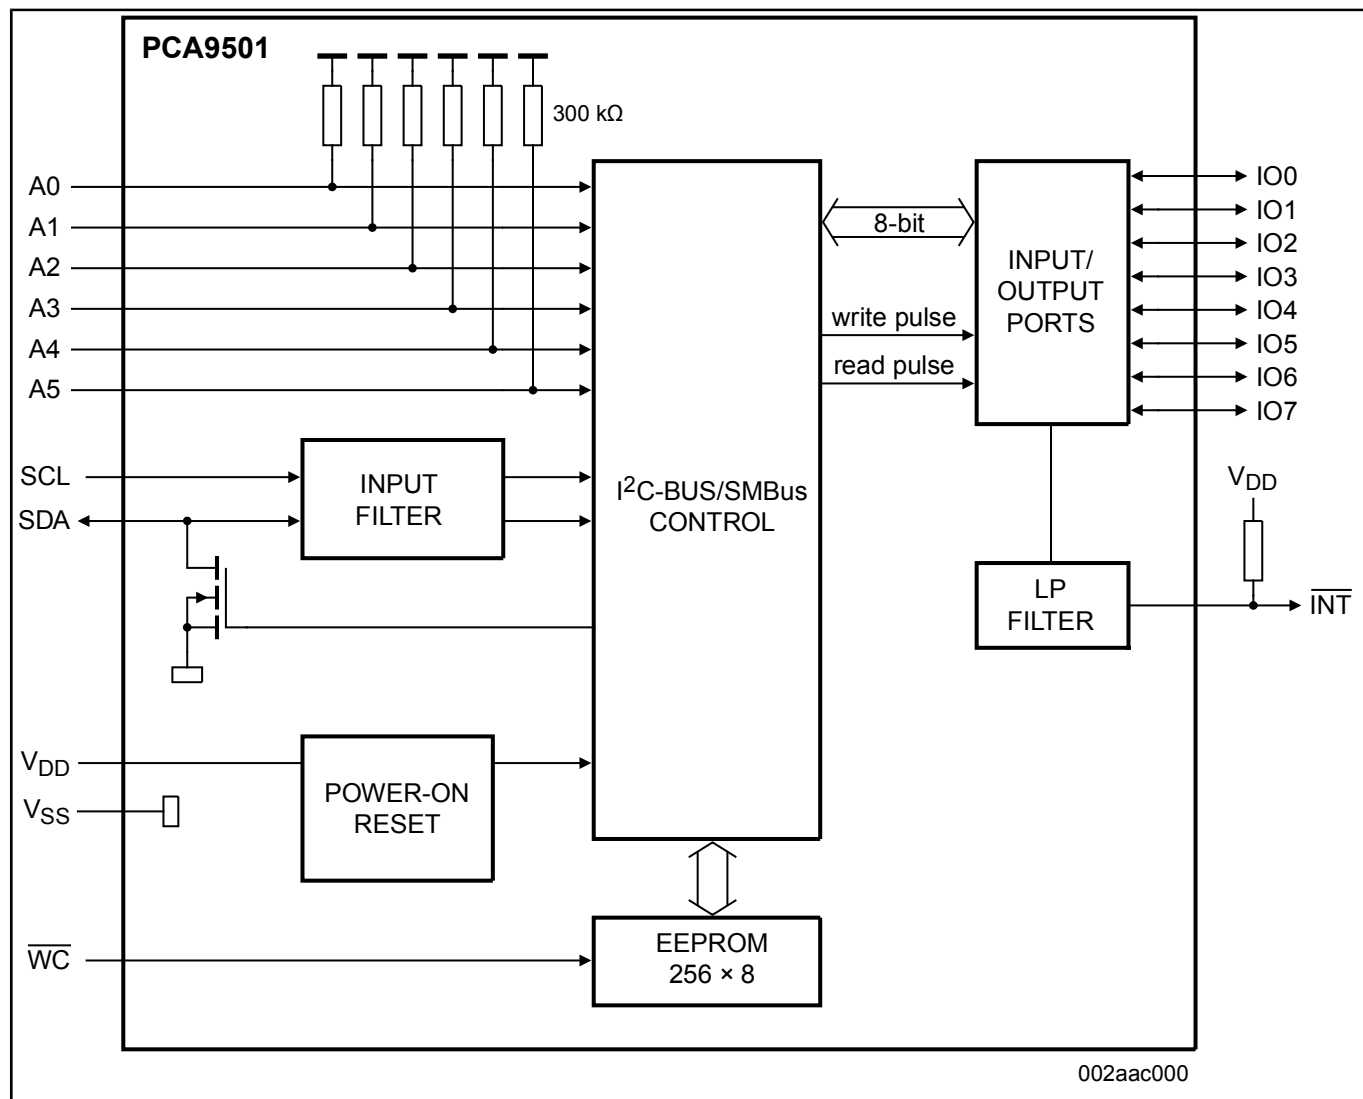 PCA9501
300 kΩ
A0
A1
A2
A3
A4
A5
SCL
SDA
VDD
VSS
WC
INPUT
FILTER
POWER-ON
RESET
I2C-BUS/SMBus
CONTROL
EEPROM
256 × 8
8-bit
write pulse
read pulse
INPUT/
OUTPUT
PORTS
LP
FILTER
IO0
IO1
IO2
IO3
IO4
IO5
IO6
IO7
VDD
INT
002aac000